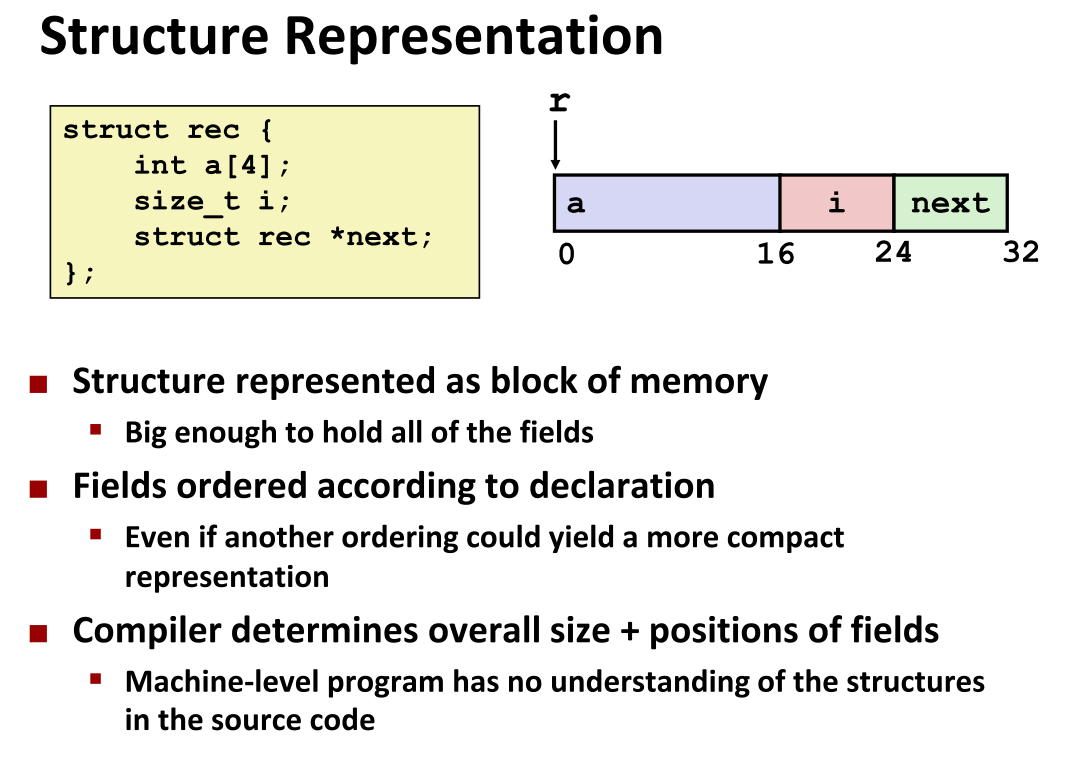 Structure Representation
struct rec {
    int a[4];
    size_t i;
    struct rec *next;
};
r
a i next
0 16 24 32
■ Structure represented as block of memory
▪ Big enough to hold all of the fields
■ Fields ordered according to declaration
▪ Even if another ordering could yield a more compact
representation
■ Compiler determines overall size + positions of fields
▪ Machine-level program has no understanding of the structures
in the source code